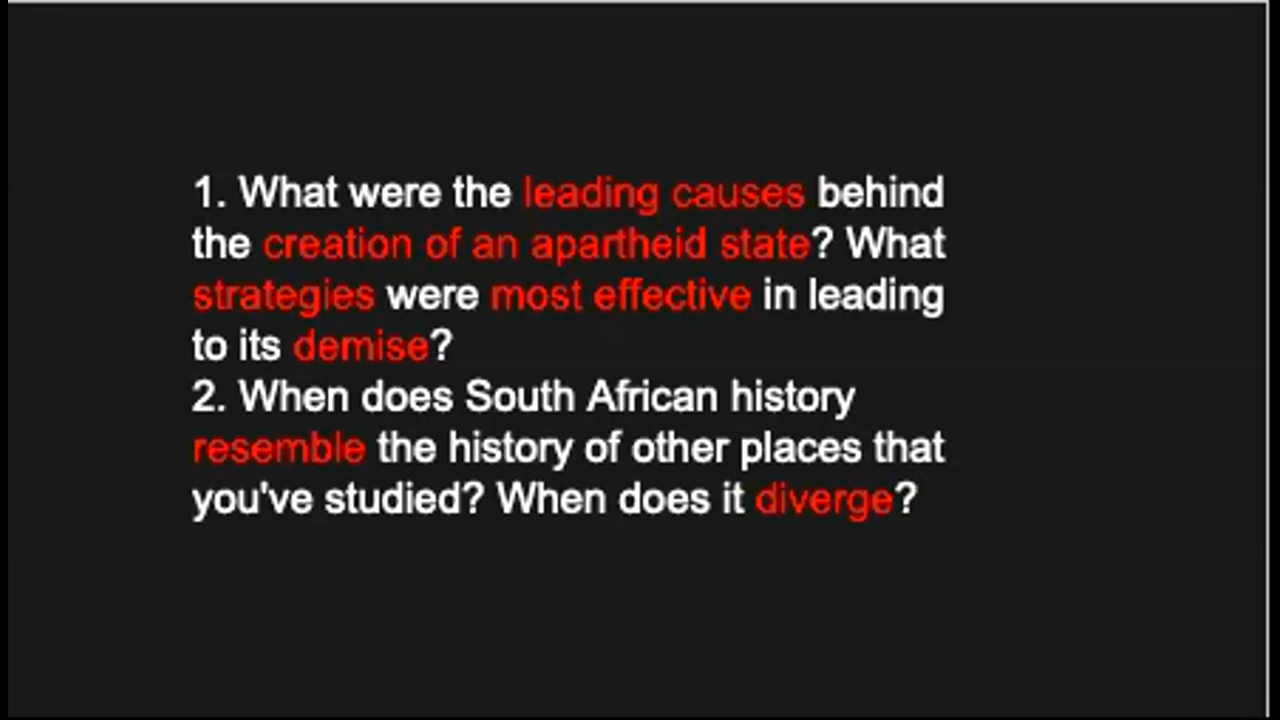 1. What were the leading causes behind
the creation of an apartheid state? What
strategies were most effective in leading
to its demise?
2. When does South African history
resemble the history of other places that
you've studied? When does it diverge?